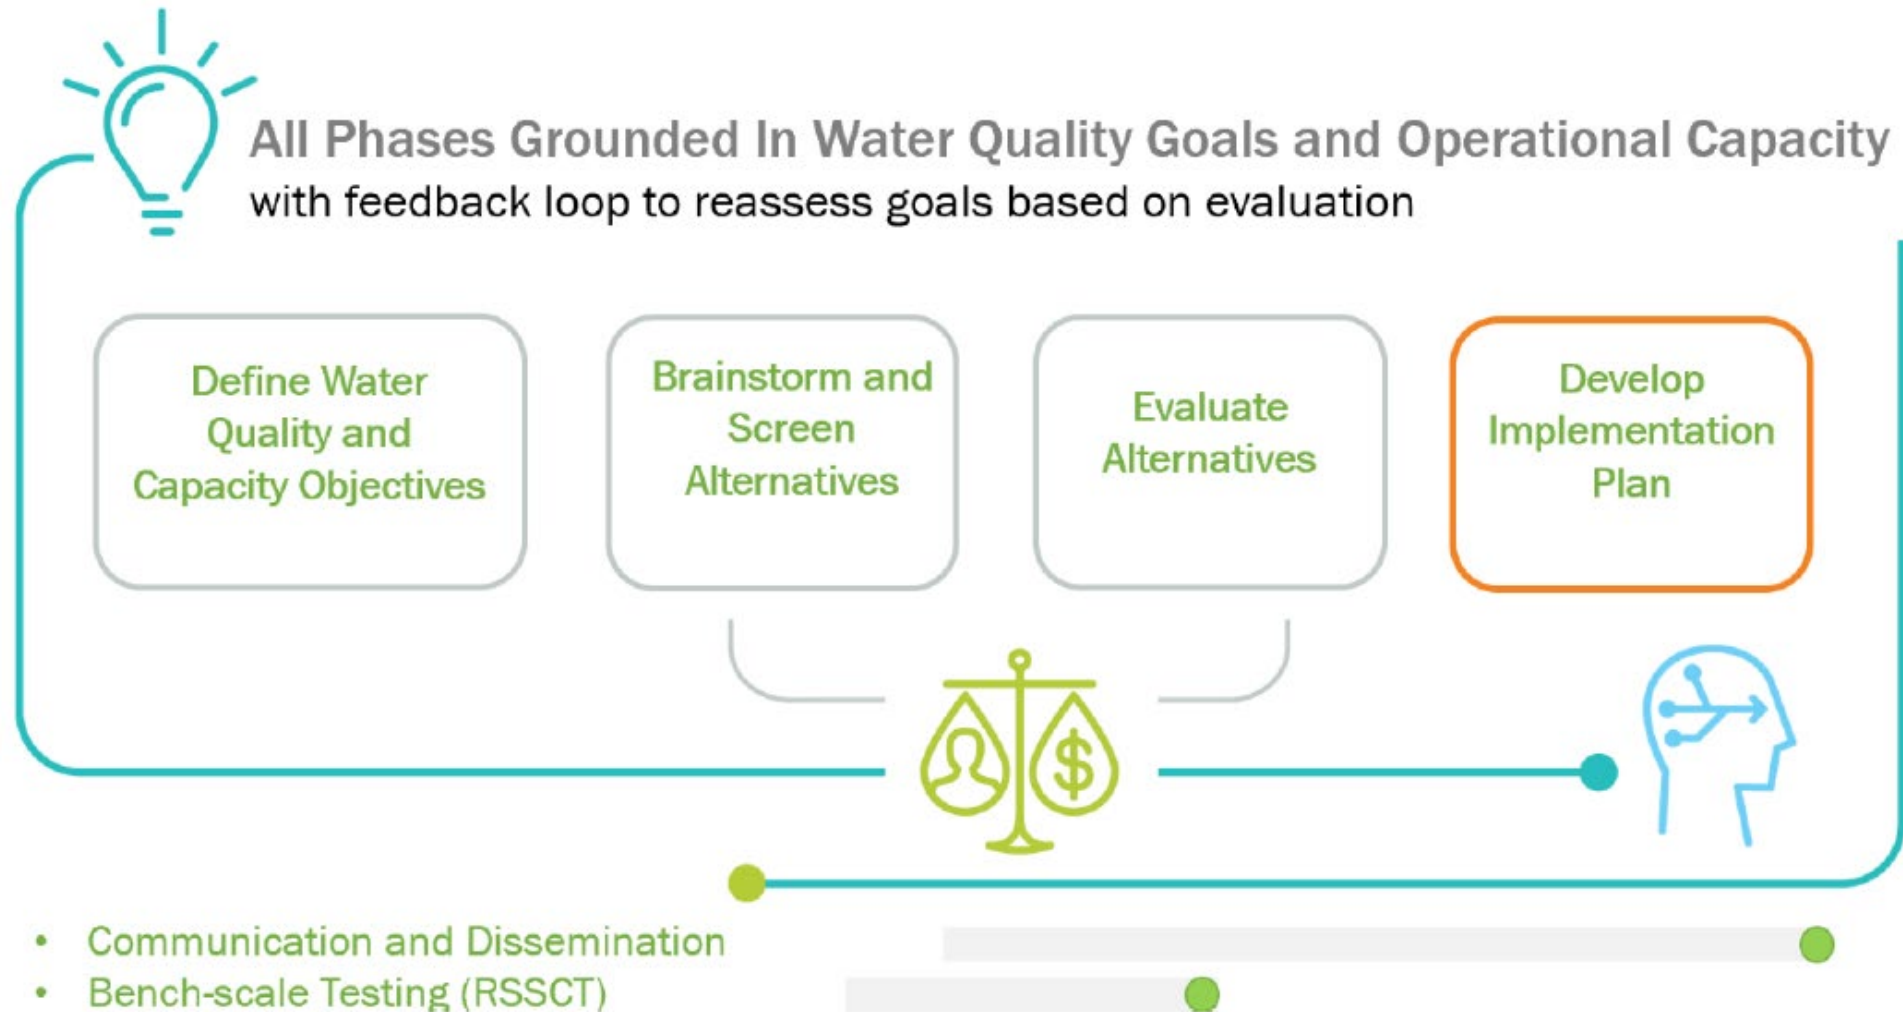 All Phases Grounded In Water Quality Goals and Operational Capacity
with feedback loop to reassess goals based on evaluation
Define Water
Quality and
Capacity Objectives
Brainstorm and
Screen
Alternatives
Evaluate
Alternatives
Develop
Implementation
Plan
$
• Communication and Dissemination
• Bench-scale Testing (RSSCT)